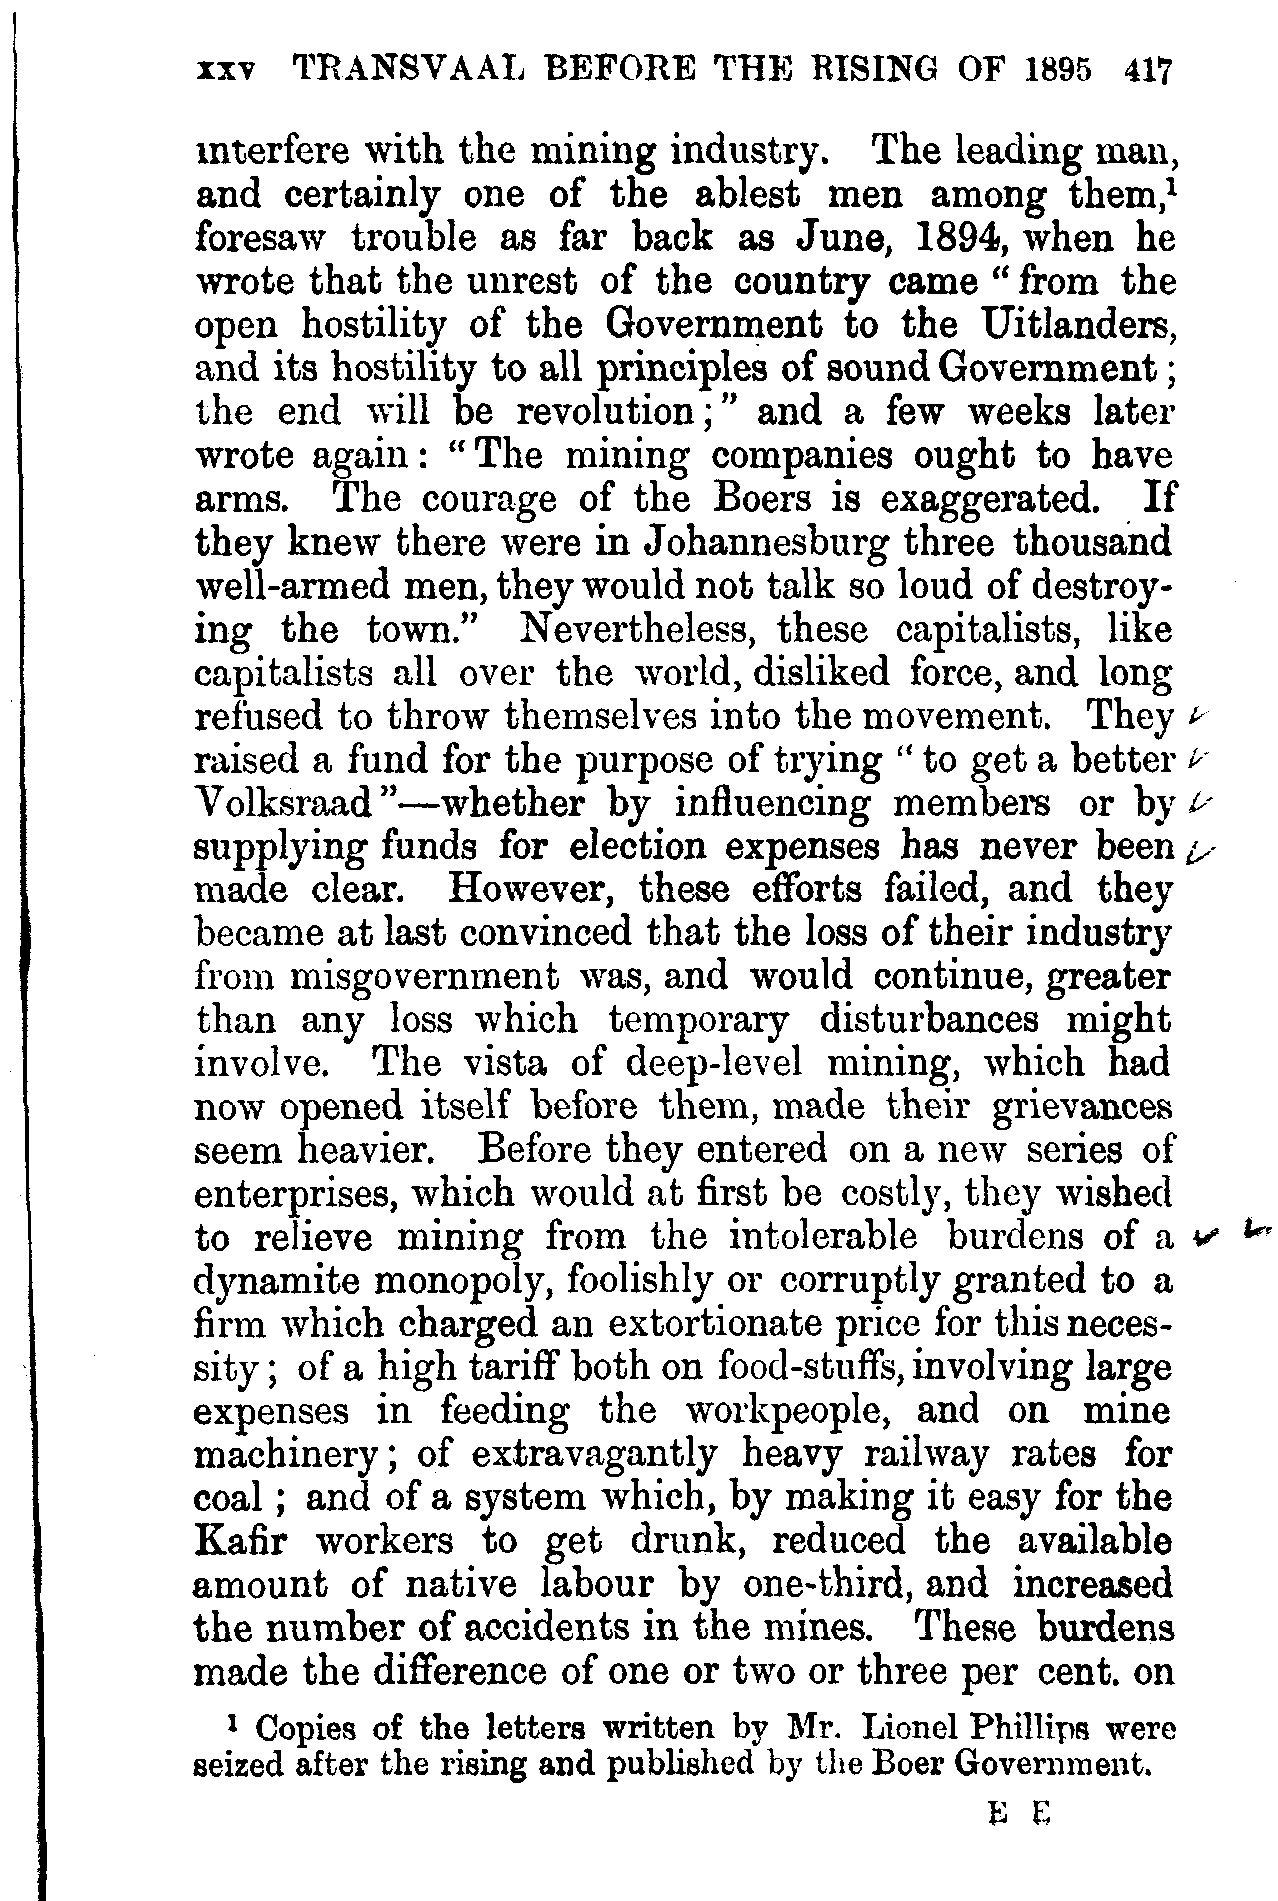 xxv TRANSVAAL BEFORE THE RISING OF 1895 417
interfere with the mining industry. The leading man,
and certainly one of the ablest men among them,¹
foresaw trouble as far back as June, 1894, when he
wrote that the unrest of the country came "from the
open hostility of the Government to the Uitlanders,
and its hostility to all principles of sound Government;
the end will be revolution;" and a few weeks later
wrote again: "The mining companies ought to have
arms. The courage of the Boers is exaggerated. If
they knew there were in Johannesburg three thousand
well-armed men, they would not talk so loud of destroy-
ing the town." Nevertheless, these capitalists, like
capitalists all over the world, disliked force, and long
refused to throw themselves into the movement. They
raised a fund for the purpose of trying "to get a better
Volksraad"—whether by influencing members or by
supplying funds for election expenses has never been
made clear. However, these efforts failed, and they
became at last convinced that the loss of their industry
from misgovernment was, and would continue, greater
than any loss which temporary disturbances might
involve. The vista of deep-level mining, which had
now opened itself before them, made their grievances
seem heavier. Before they entered on a new series of
enterprises, which would at first be costly, they wished
to relieve mining from the intolerable burdens of a
dynamite monopoly, foolishly or corruptly granted to a
firm which charged an extortionate price for this neces-
sity; of a high tariff both on food-stuffs, involving large
expenses in feeding the workpeople, and on mine
machinery; of extravagantly heavy railway rates for
coal; and of a system which, by making it easy for the
Kafir workers to get drunk, reduced the available
amount of native labour by one-third, and increased
the number of accidents in the mines. These burdens
made the difference of one or two or three per cent. on
¹ Copies of the letters written by Mr. Lionel Phillips were
seized after the rising and published by the Boer Government.
E E